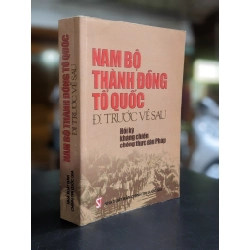 NAM BỘ
THÀNH ĐỒNG
TỔ QUỐC
ĐI TRƯỚC VỀ SAU
Hồi ký
kháng chiến
chống thực dân Pháp
NAM BỘ THÀNH ĐỒNG TỔ QUỐC
ĐI TRƯỚC VỀ SAU